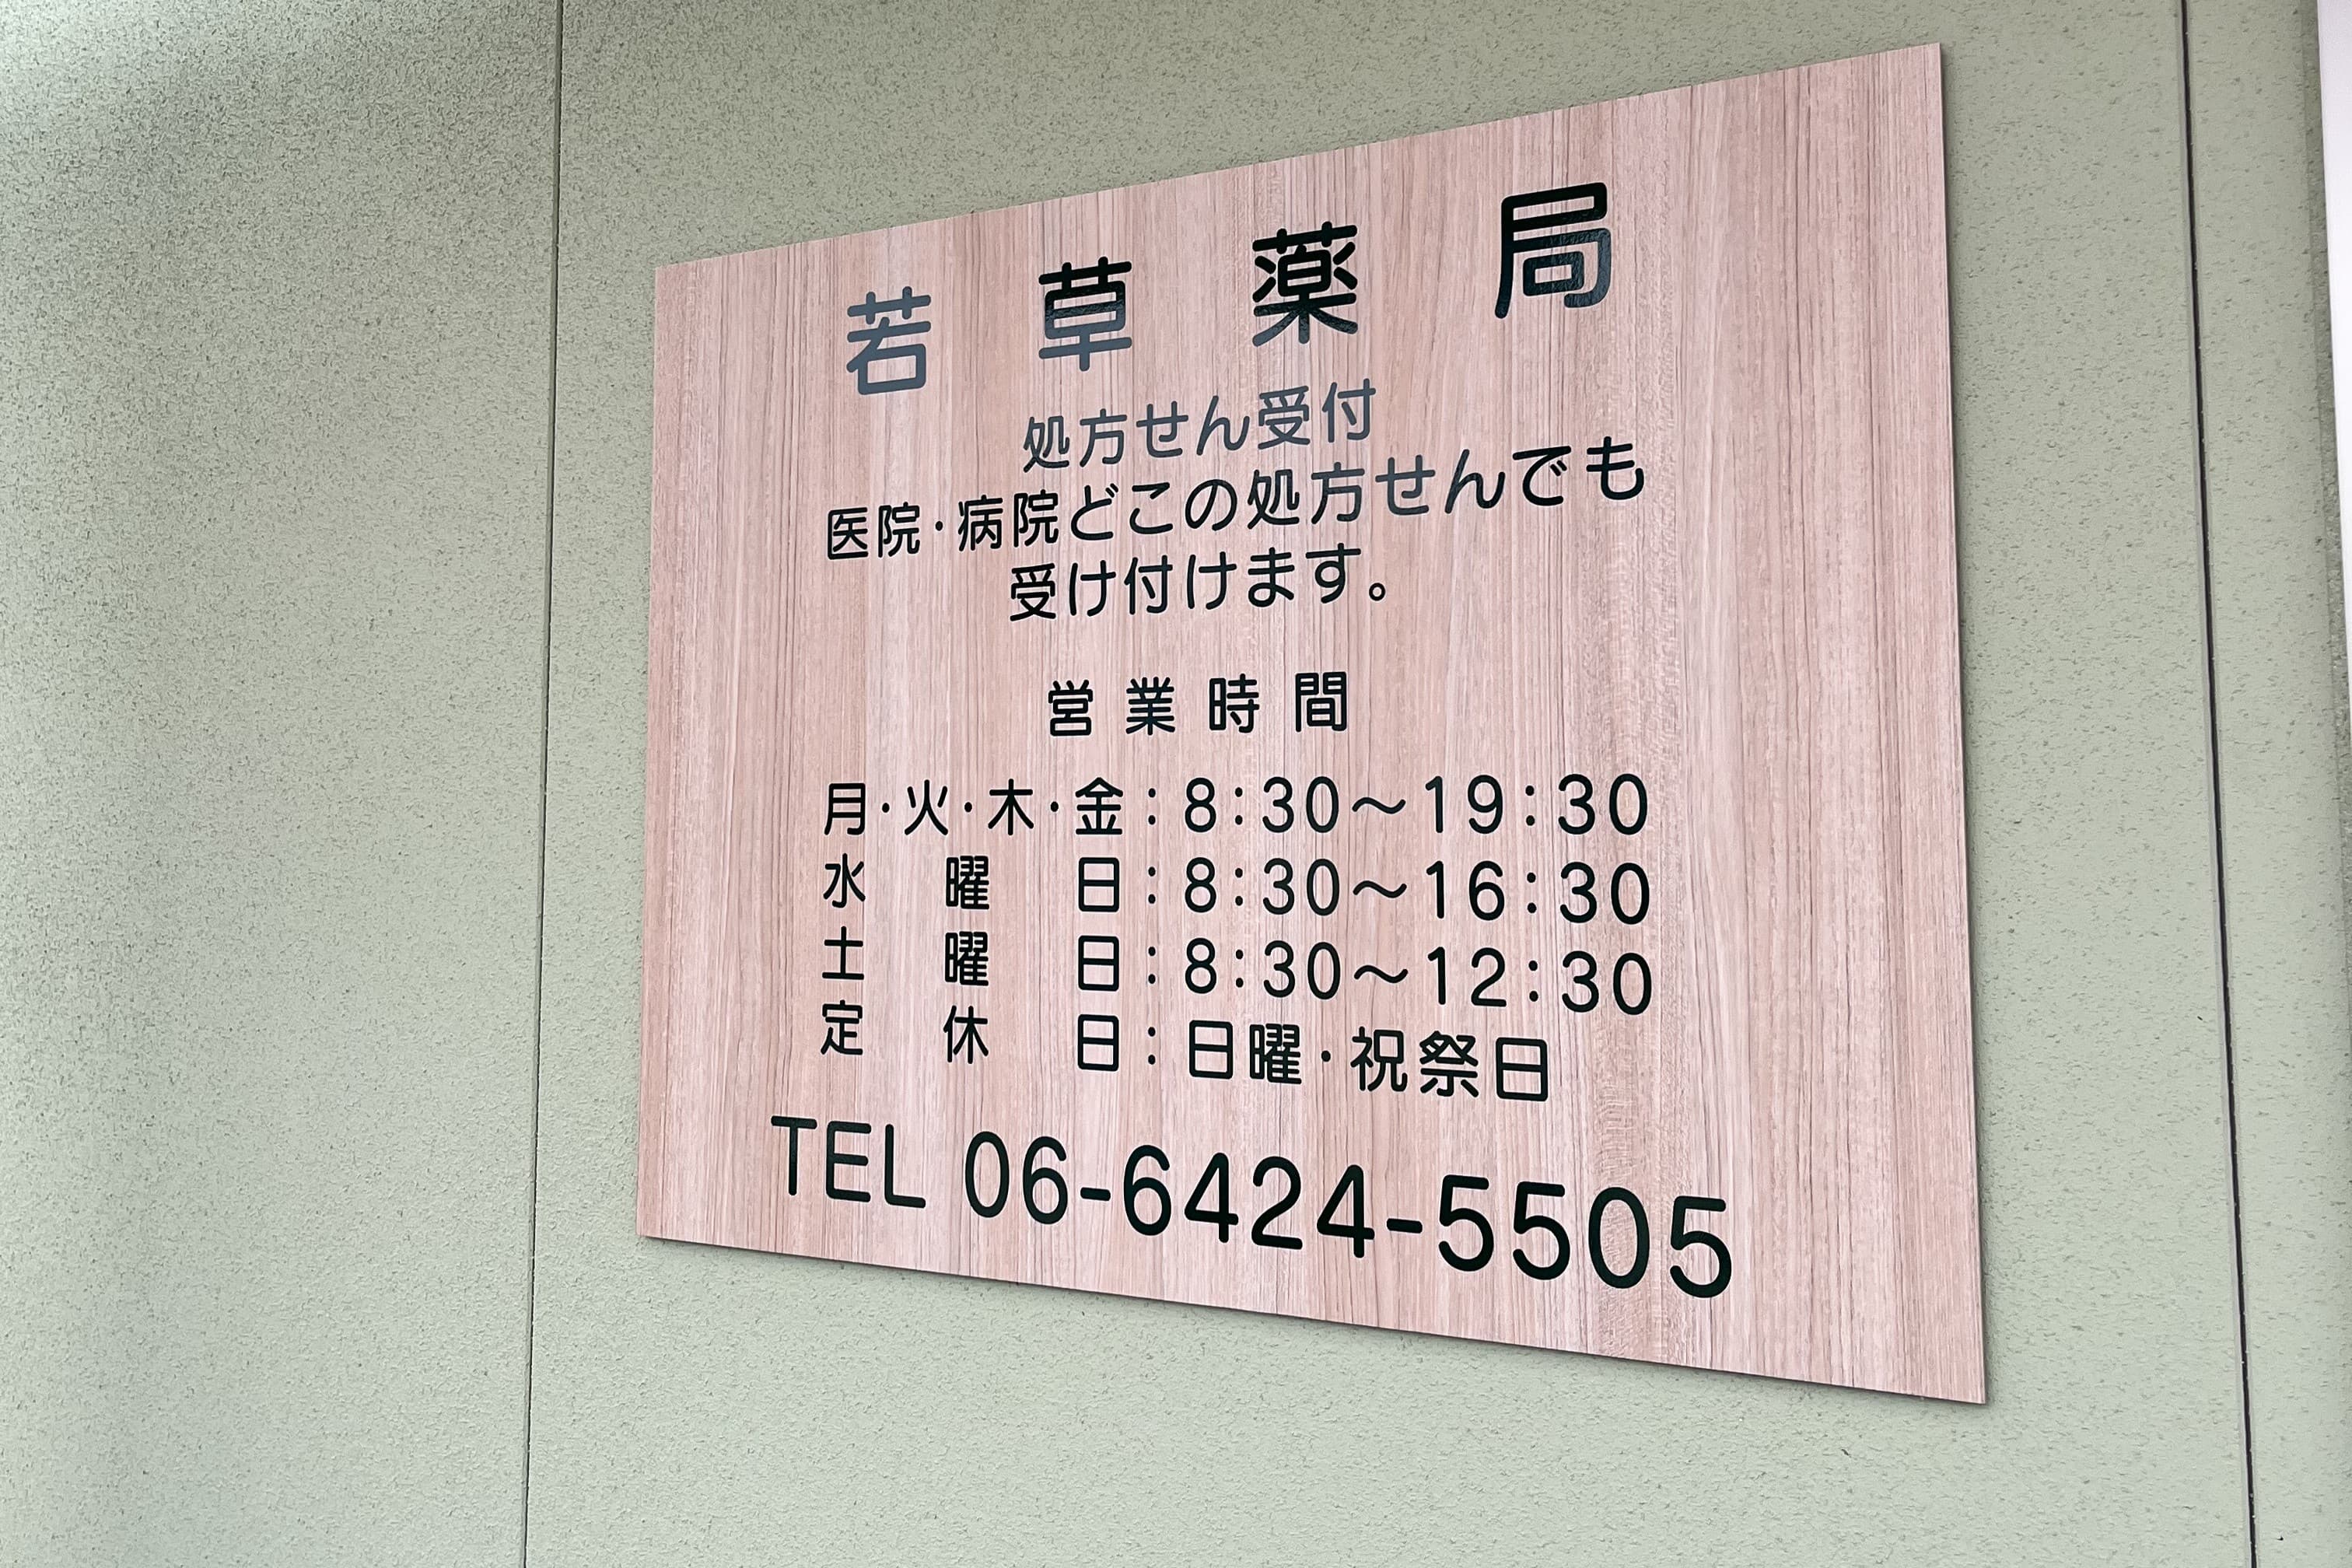 若草薬局
処方せん受付
医院・病院どこの処方せんでも
受け付けます。
営業時間
月・火・木・金：8：30～19：30
水曜日：8：30～16：30
土曜日：8：30～12：30
定休日：日曜・祝祭日
TEL 06-6424-5505